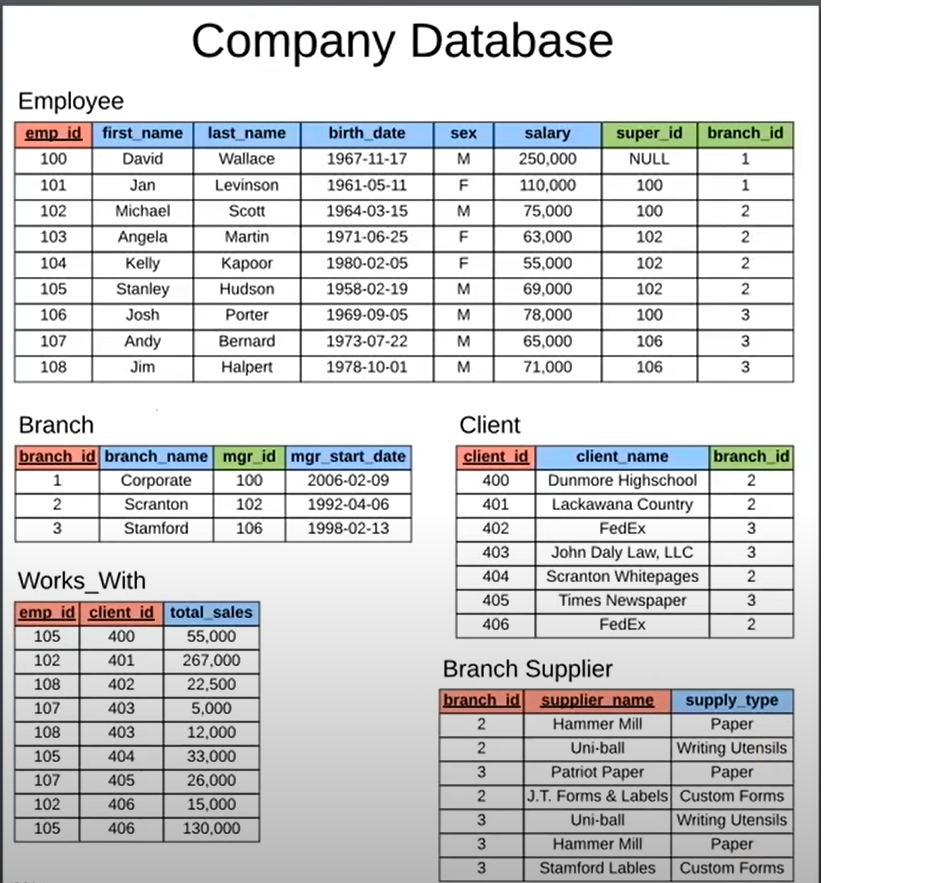 Company Database
Employee
emp_id first_name last_name birth_date sex salary super_id branch_id
100 David Wallace 1967-11-17 M 250,000 NULL 1
101 Jan Levinson 1961-05-11 F 110,000 100 1
102 Michael Scott 1964-03-15 M 75,000 100 2
103 Angela Martin 1971-06-25 F 63,000 102 2
104 Kelly Kapoor 1980-02-05 F 55,000 102 2
105 Stanley Hudson 1958-02-19 M 69,000 102 2
106 Josh Porter 1969-09-05 M 78,000 100 3
107 Andy Bernard 1973-07-22 M 65,000 106 3
108 Jim Halpert 1978-10-01 M 71,000 106 3
Branch
branch_id branch_name mgr_id mgr_start_date
1 Corporate 100 2006-02-09
2 Scranton 102 1992-04-06
3 Stamford 106 1998-02-13
Client
client_id client_name branch_id
400 Dunmore Highschool 2
401 Lackawana Country 2
402 FedEx 3
403 John Daly Law, LLC 3
404 Scranton Whitepages 2
405 Times Newspaper 3
406 FedEx 2
Works_With
emp_id client_id total_sales
105 400 55,000
102 401 267,000
108 402 22,500
107 403 5,000
108 403 12,000
105 404 33,000
107 405 26,000
102 406 15,000
105 406 130,000
Branch Supplier
branch_id supplier_name supply_type
2 Hammer Mill Paper
2 Uni-ball Writing Utensils
3 Patriot Paper Paper
2 J.T. Forms & Labels Custom Forms
3 Uni-ball Writing Utensils
3 Hammer Mill Paper
3 Stamford Lables Custom Forms